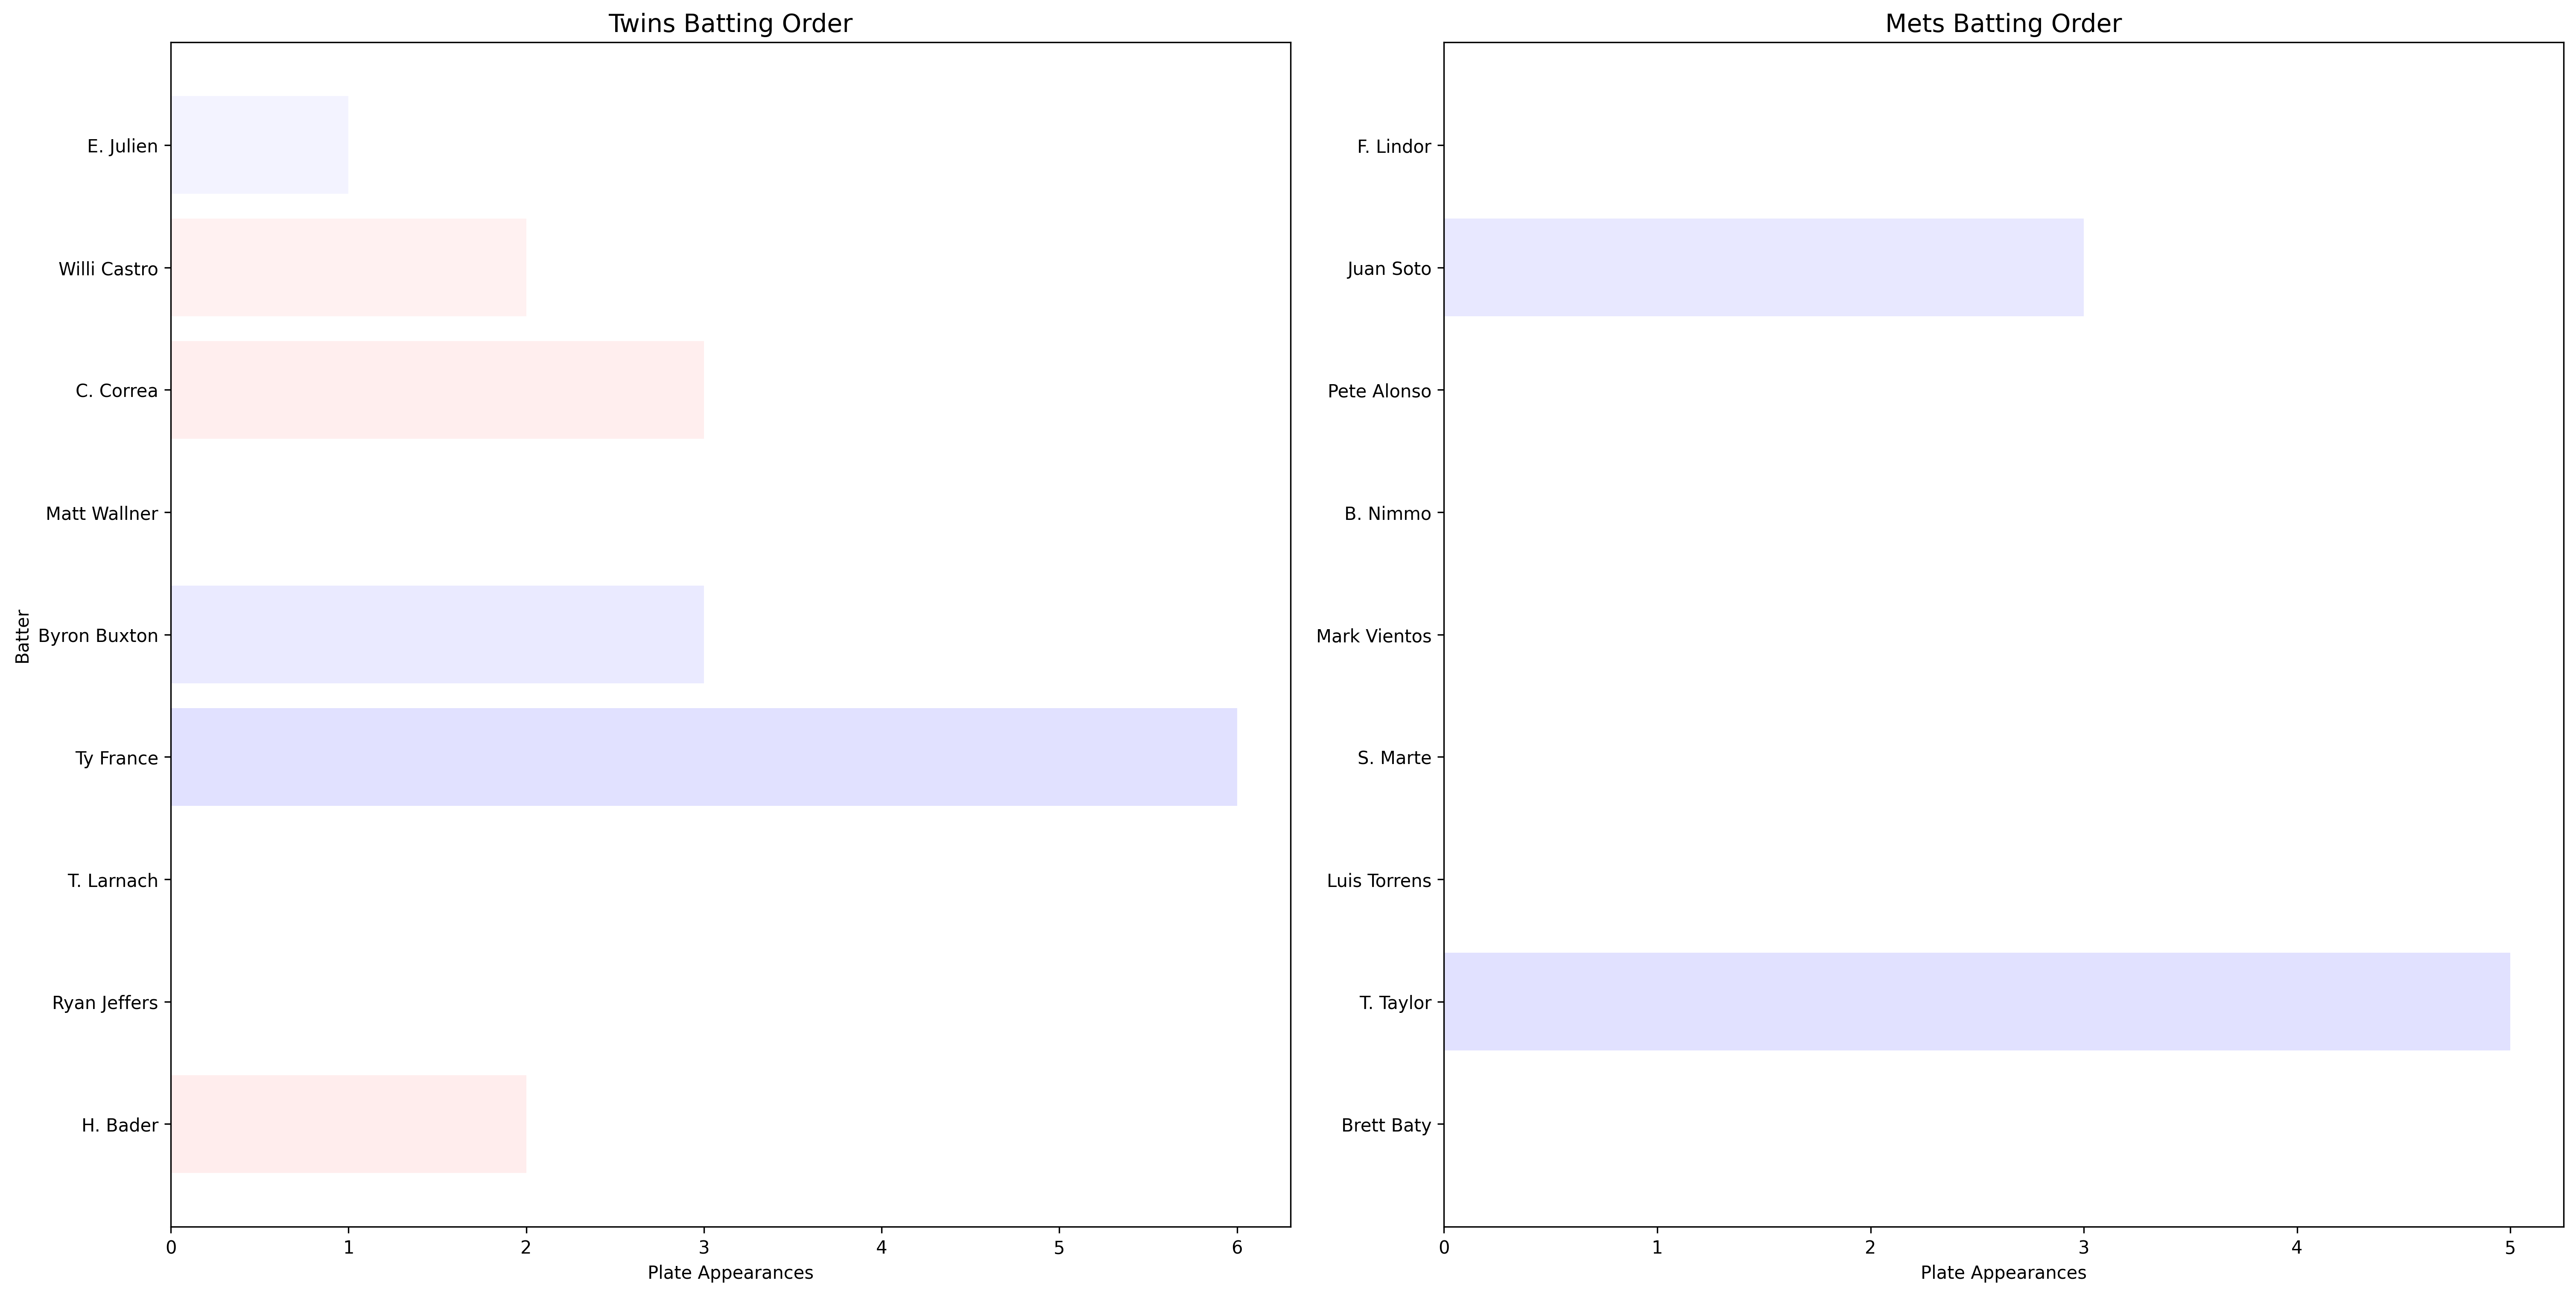 Twins Batting Order
Batter
E. Julien
Willi Castro
C. Correa
Matt Wallner
Byron Buxton
Ty France
T. Larnach
Ryan Jeffers
H. Bader
0 1 2 3 4 5 6
Plate Appearances
Mets Batting Order
F. Lindor
Juan Soto
Pete Alonso
B. Nimmo
Mark Vientos
S. Marte
Luis Torrens
T. Taylor
Brett Baty
0 1 2 3 4 5
Plate Appearances